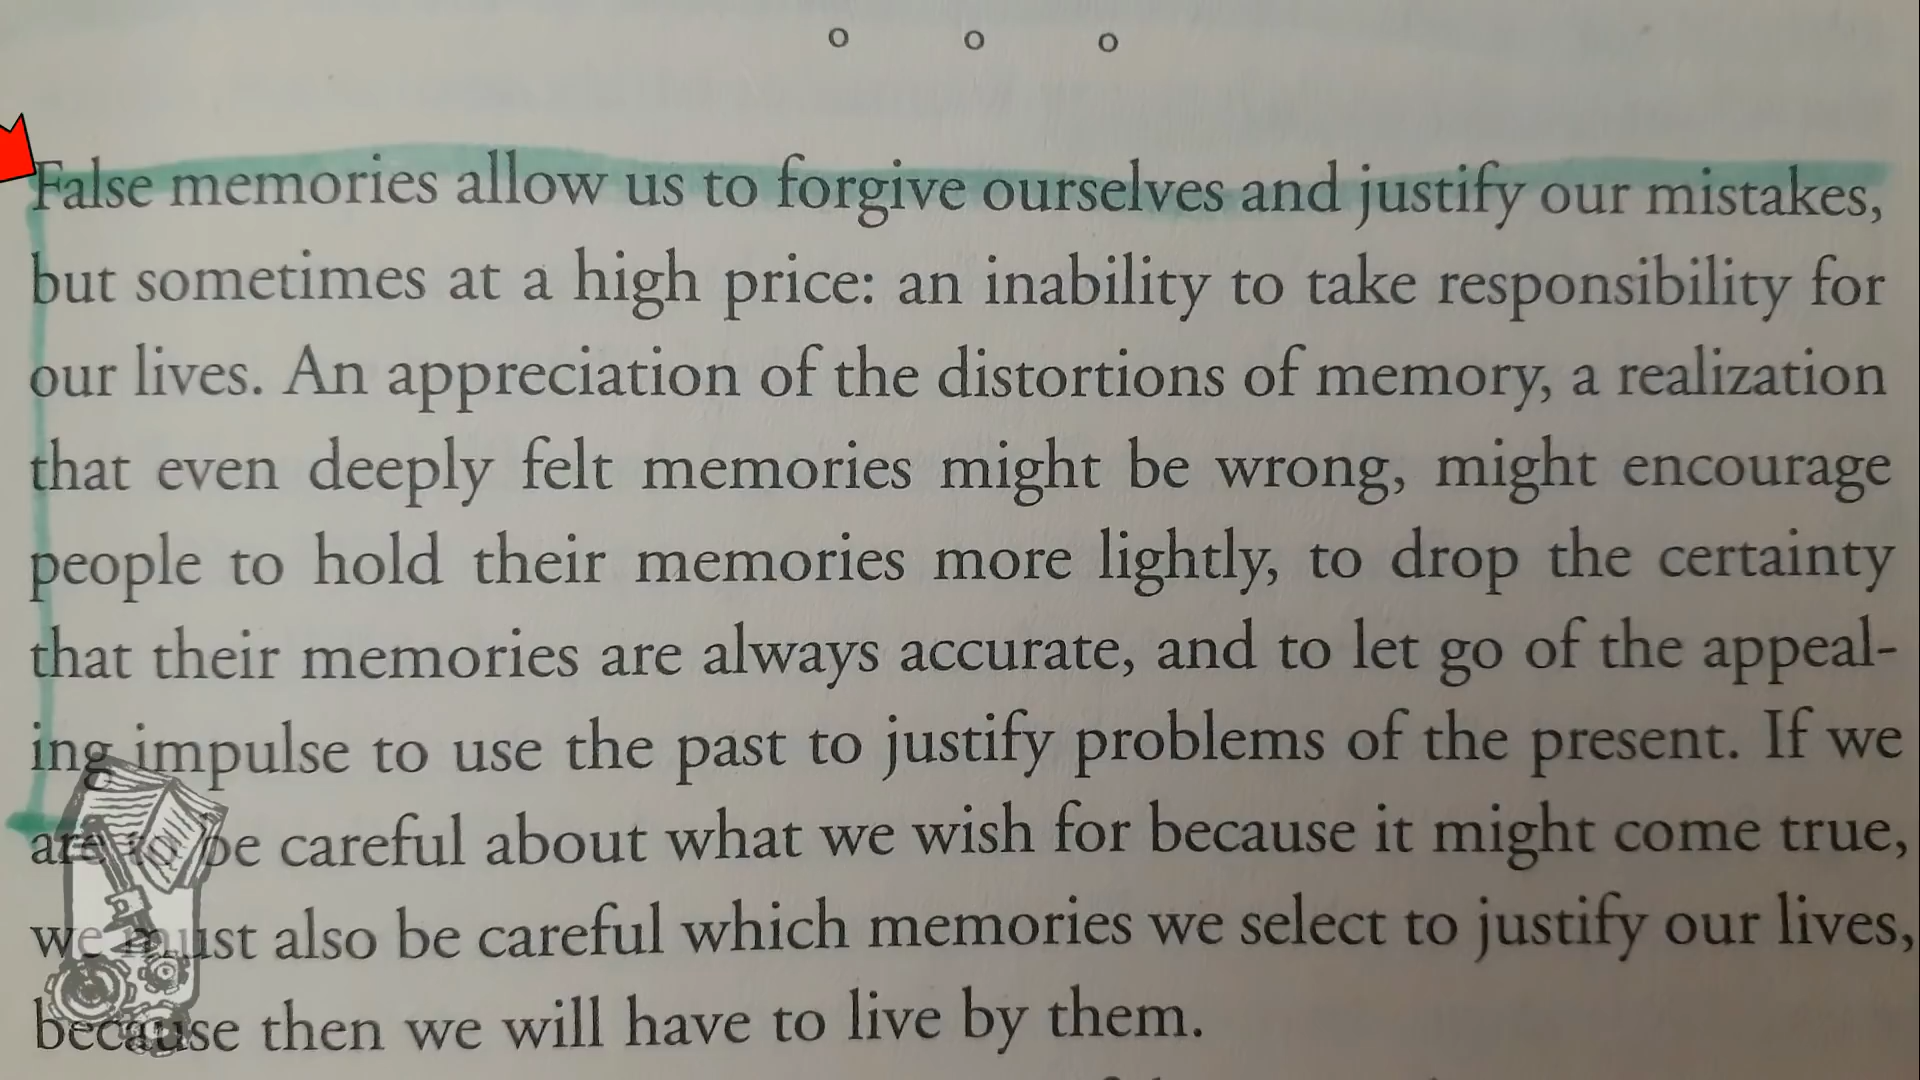 o o o
False memories allow us to forgive ourselves and justify our mistakes,
but sometimes at a high price: an inability to take responsibility for
our lives. An appreciation of the distortions of memory, a realization
that even deeply felt memories might be wrong, might encourage
people to hold their memories more lightly, to drop the certainty
that their memories are always accurate, and to let go of the appeal-
ing impulse to use the past to justify problems of the present. If we
are to be careful about what we wish for because it might come true,
we must also be careful which memories we select to justify our lives,
because then we will have to live by them.